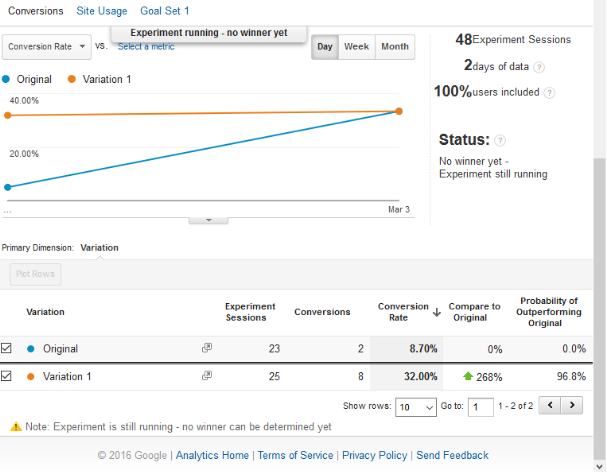 Conversions Site Usage Goal Set 1
Experiment running - no winner yet
Conversion Rate VS. Select a metric
Day Week Month
48 Experiment Sessions
2 days of data ?
100% users included ?
Original Variation 1
40.00%
20.00%
... Mar 3
Status: ?
No winner yet -
Experiment still running
Primary Dimension: Variation
Plot Rows
Variation Experiment Sessions Conversions Conversion Rate Compare to Original Probability of Outperforming Original
Original 23 2 8.70% 0% 0.0%
Variation 1 25 8 32.00% 268% 96.8%
Show rows: 10 Go to: 1 1 - 2 of 2
Note: Experiment is still running - no winner can be determined yet
© 2016 Google | Analytics Home | Terms of Service | Privacy Policy | Send Feedback